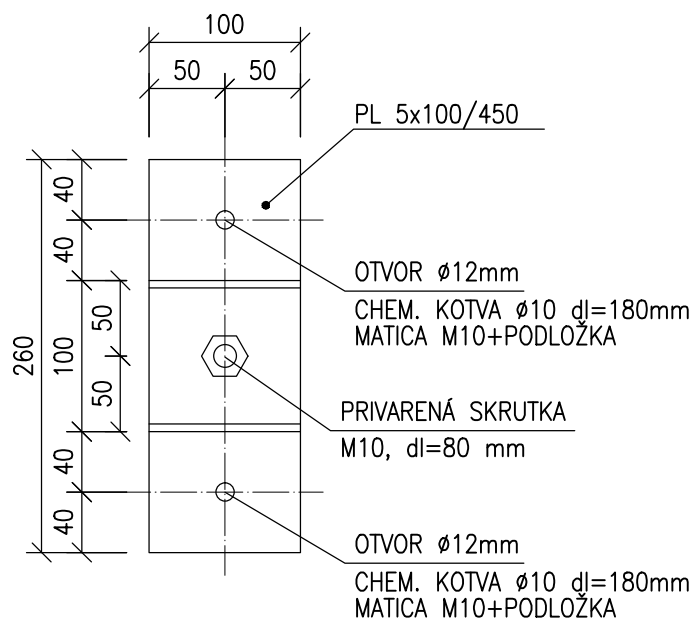 100
50 50
PL 5x100/450
40
40
OTVOR ø12mm
CHEM. KOTVA ø10 dl=180mm
MATICA M10+PODLOŽKA
50
260
100
50
PRIVARENÁ SKRUTKA
M10, dl=80 mm
40
40
OTVOR ø12mm
CHEM. KOTVA ø10 dl=180mm
MATICA M10+PODLOŽKA